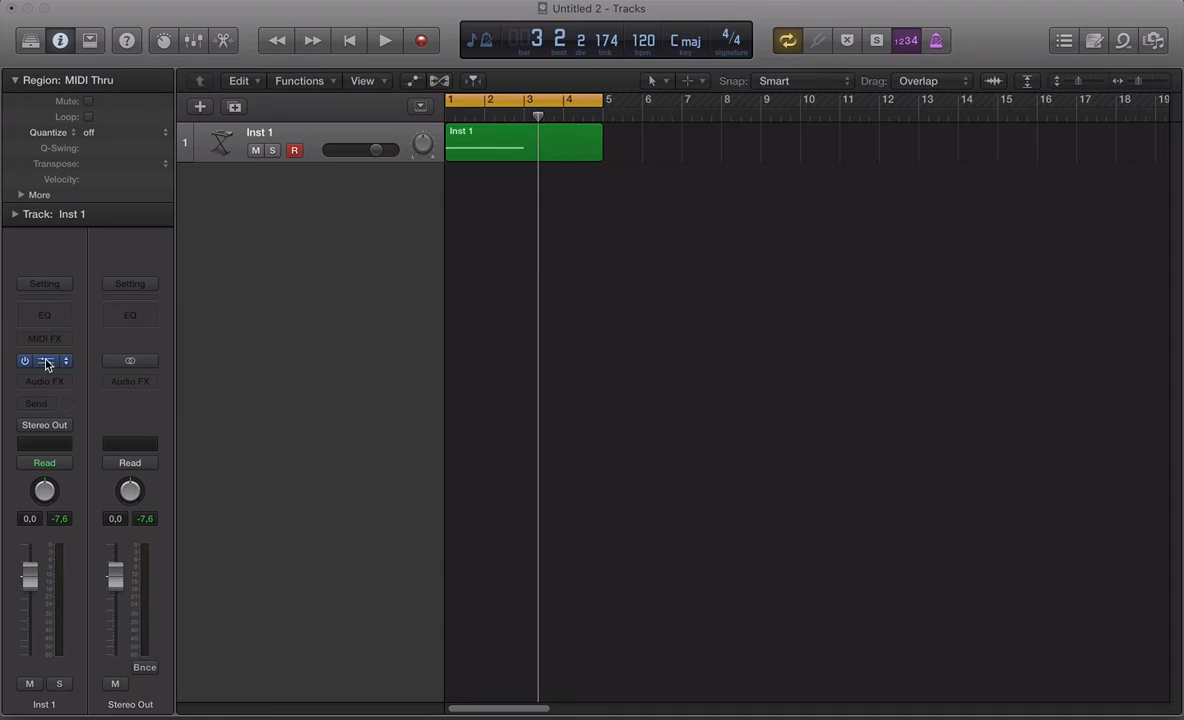 Untitled 2 - Tracks
3 2 2 174 120 C maj 4/4
bar beat div tick tempo key signature
S 1234
Region: MIDI Thru
Edit Functions View Snap: Smart Drag: Overlap
Mute:
Loop:
Quantize off
Q-Swing:
Transpose:
Velocity:
More
Track: Inst 1
1 2 3 4 5 6 7 8 9 10 11 12 13 14 15 16 17 18 19
1 Inst 1
M S R
L R
Inst 1
Setting Setting
EQ EQ
MIDI FX
Audio FX Audio FX
Send
Stereo Out
Read Read
0,0 -7,6 0,0 -7,6
Bnce
M S M
Inst 1 Stereo Out